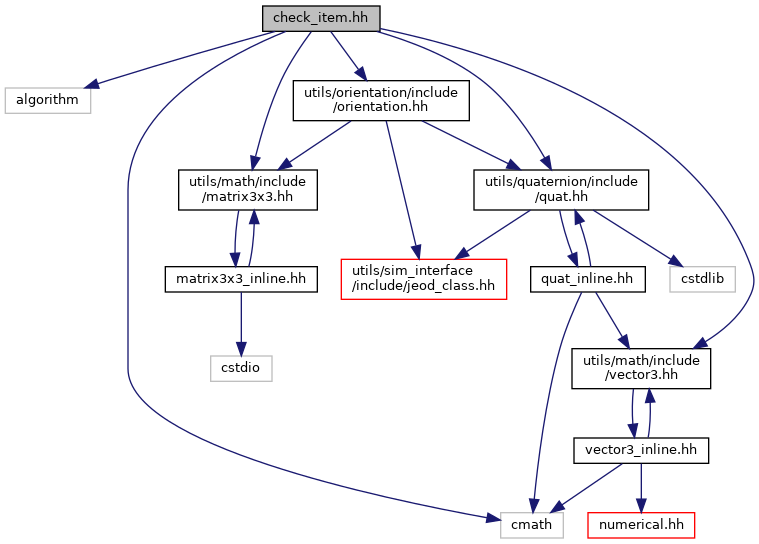 check_item.hh
algorithm
utils/orientation/include
/orientation.hh
utils/math/include
/matrix3x3.hh
utils/quaternion/include
/quat.hh
matrix3x3_inline.hh
utils/sim_interface
/include/jeod_class.hh
quat_inline.hh
cstdlib
cstdio
utils/math/include
/vector3.hh
vector3_inline.hh
cmath
numerical.hh